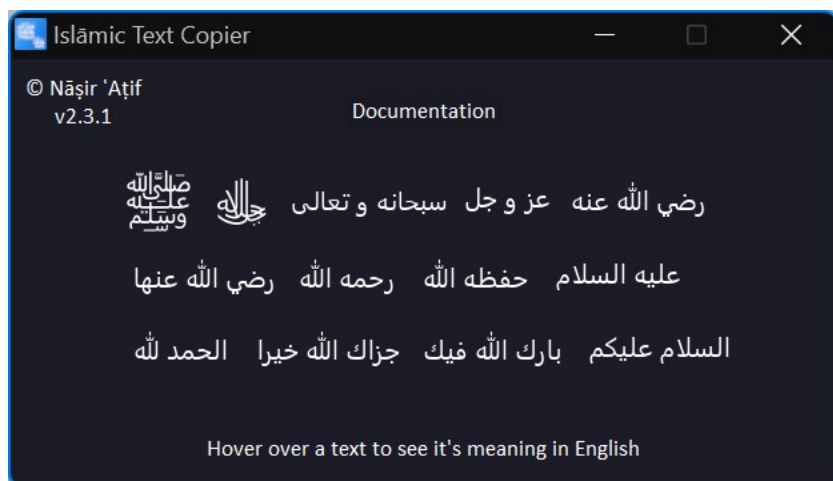 Islāmic Text Copier
© Nāṣir ʿAṭif
v2.3.1
Documentation
ﷺ ﷻ سبحانه و تعالى عز و جل رضي الله عنه
رضي الله عنها رحمه الله حفظه الله عليه السلام
الحمد لله جزاك الله خيرا بارك الله فيك السلام عليكم
Hover over a text to see it's meaning in English